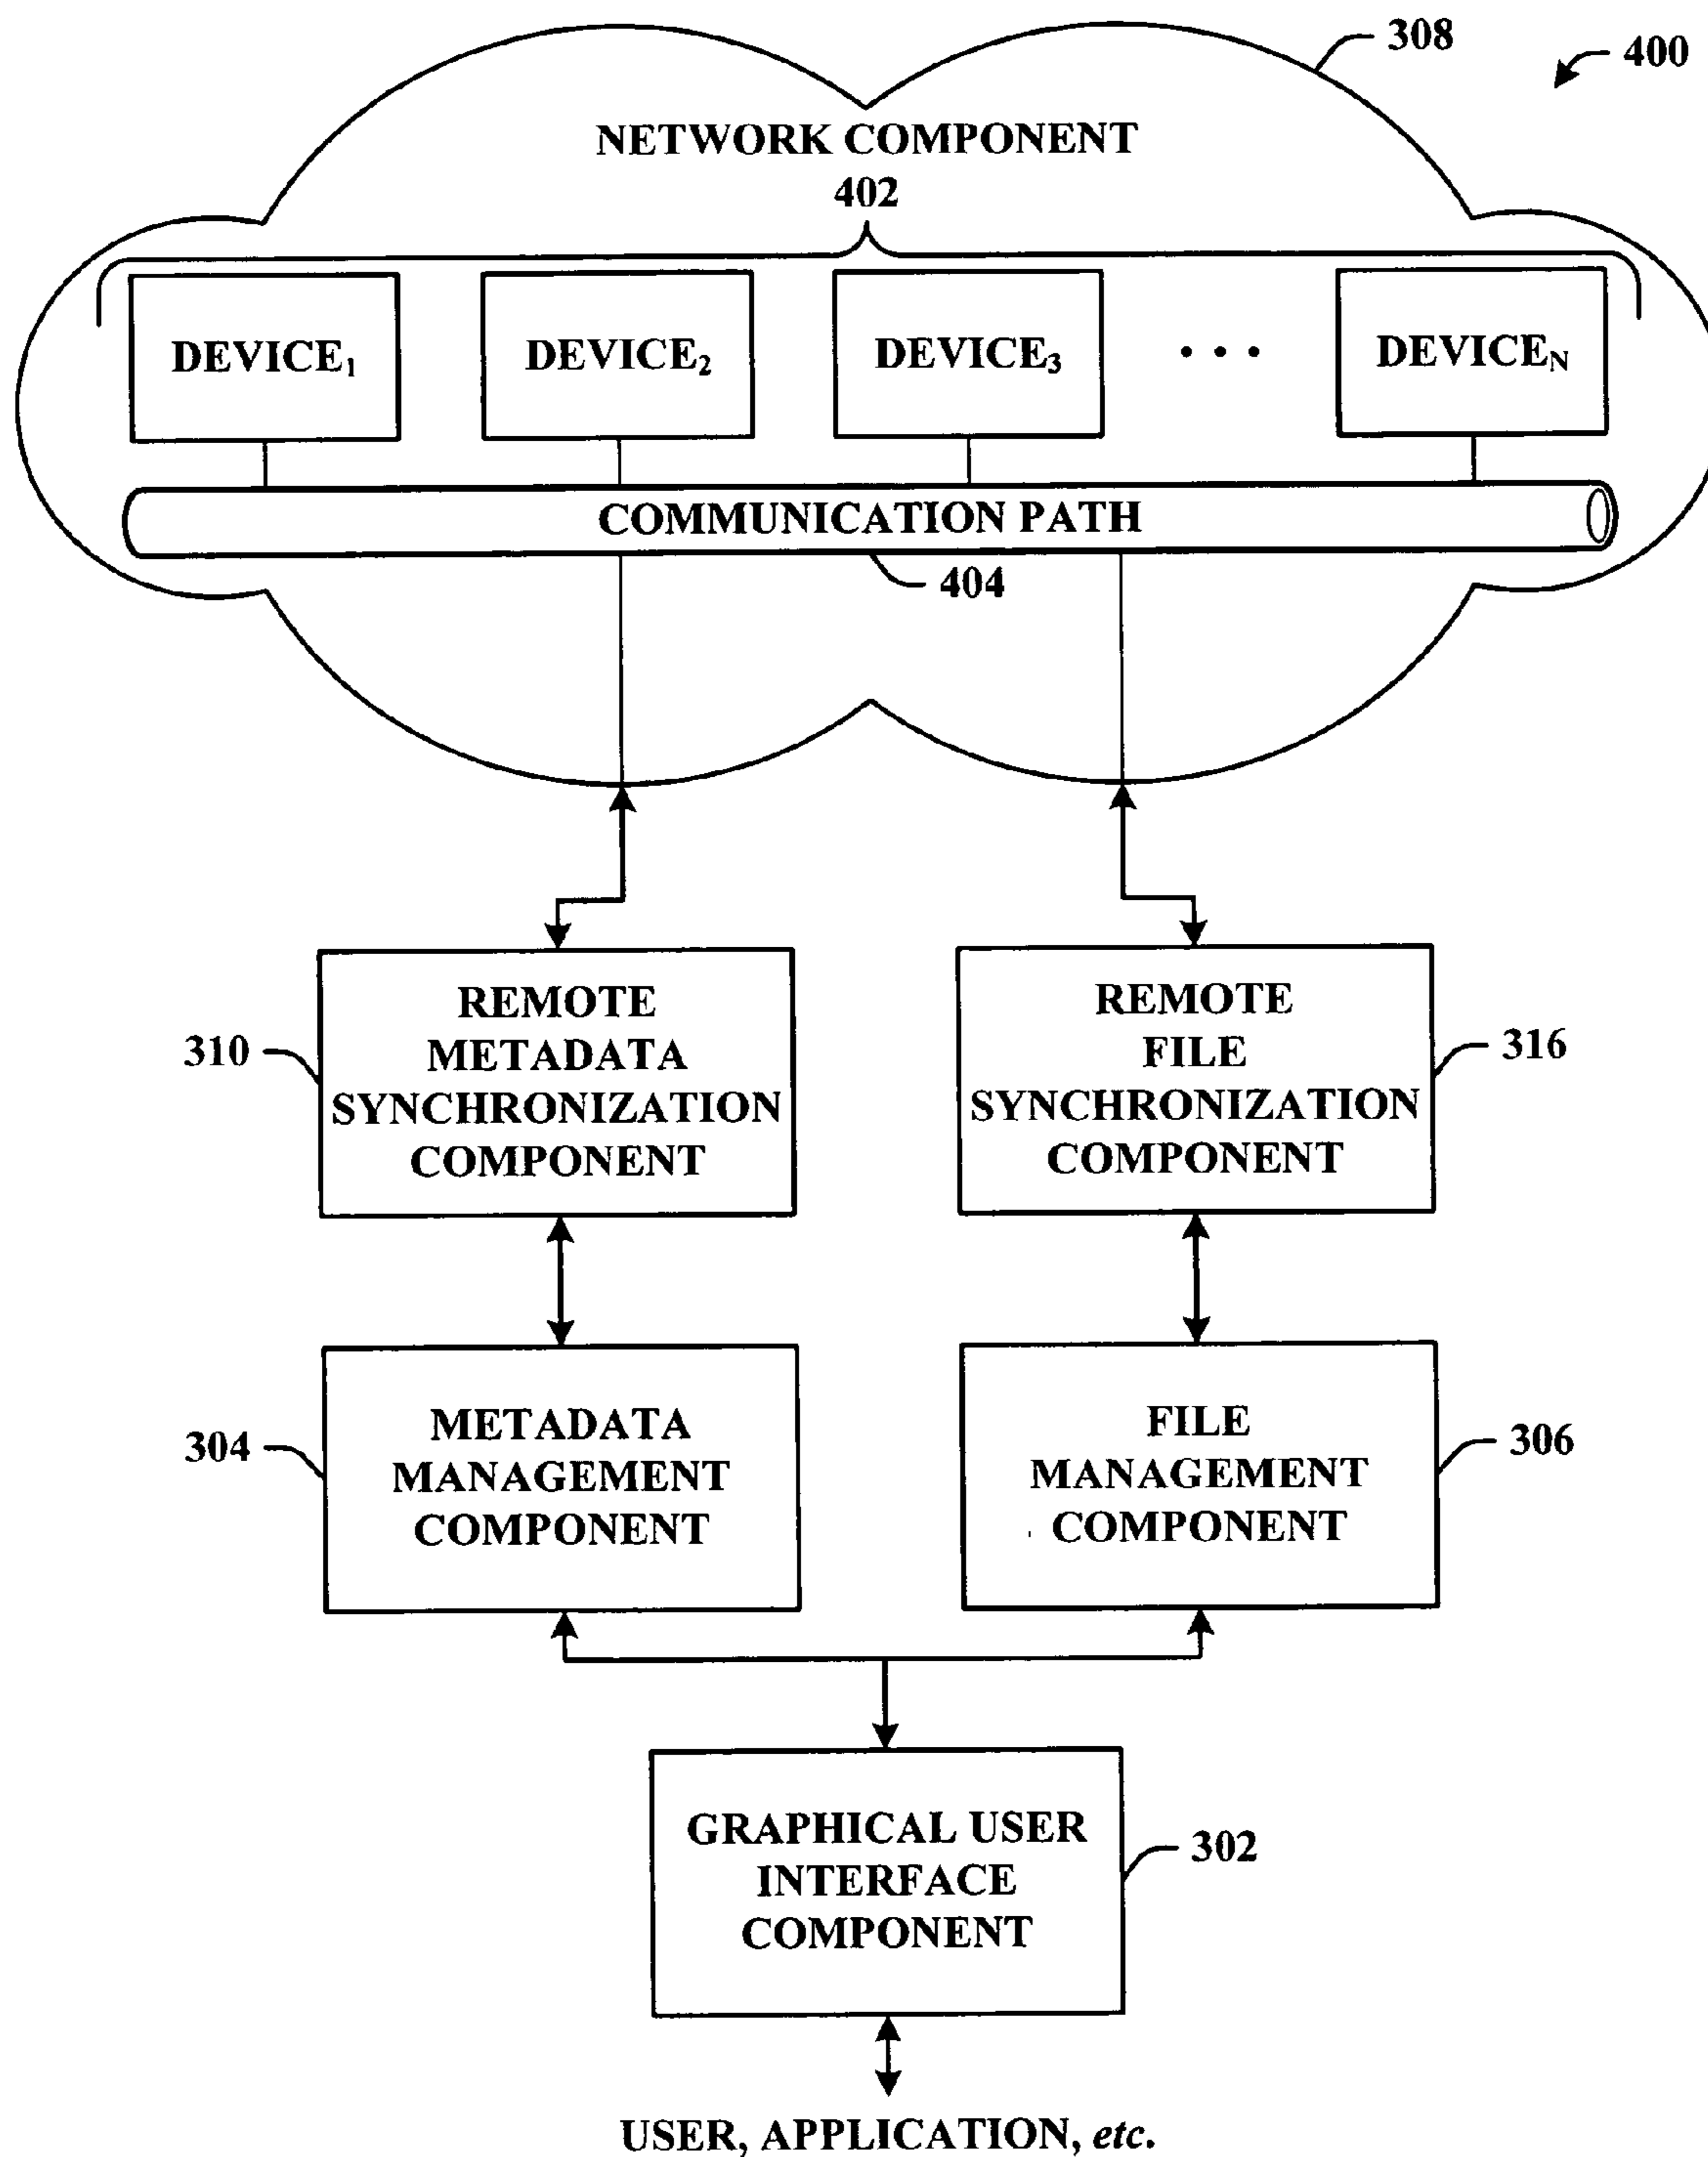 308
400
NETWORK COMPONENT
402
DEVICE₁
DEVICE₂
DEVICE₃
• • •
DEVICEN
COMMUNICATION PATH
404
REMOTE
METADATA
SYNCHRONIZATION
COMPONENT
310
REMOTE
FILE
SYNCHRONIZATION
COMPONENT
316
METADATA
MANAGEMENT
COMPONENT
304
FILE
MANAGEMENT
COMPONENT
306
GRAPHICAL USER
INTERFACE
COMPONENT
302
USER, APPLICATION, etc.